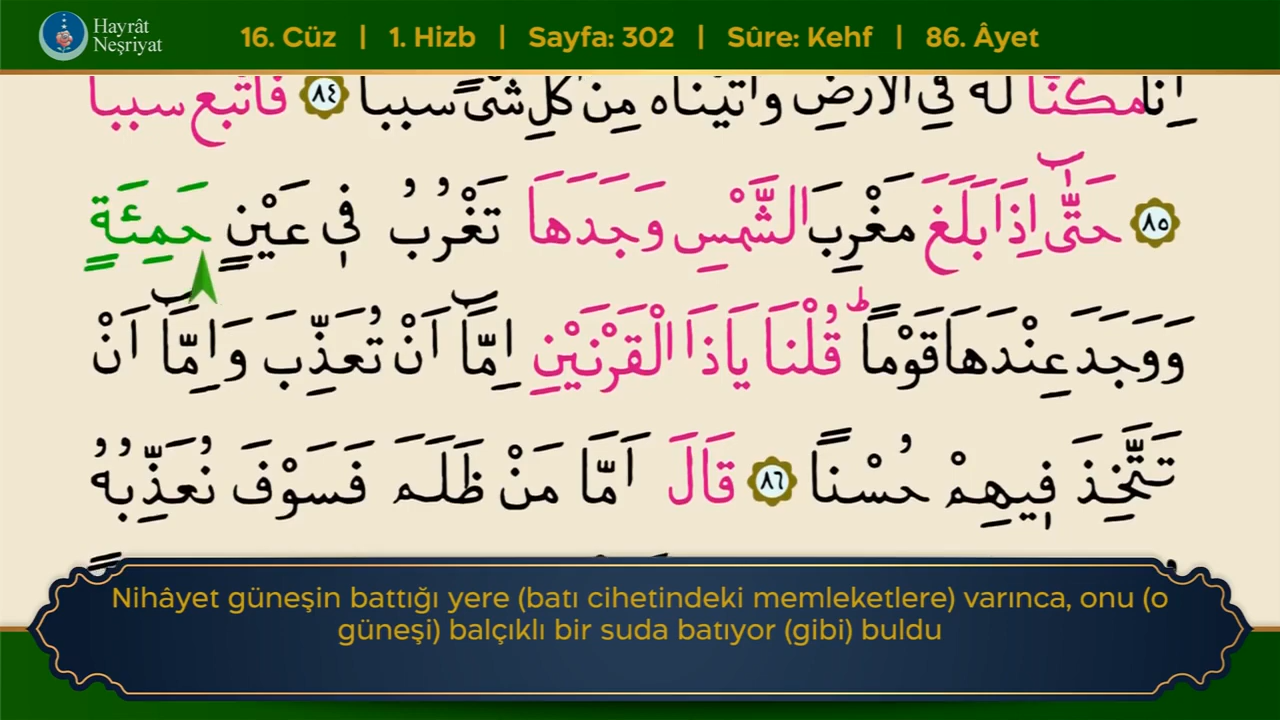 Hayrât
Neşriyat
16. Cüz | 1. Hizb | Sayfa: 302 | Sûre: Kehf | 86. Âyet
اِنَّا مَكَّنَّا لَهُ فِي الْاَرْضِ وَاٰتَيْنَاهُ مِنْ كُلِّ شَيْءٍ سَبَبًا ٨٤ فَاَتْبَعَ سَبَبًا
٨٥ حَتّٰٓى اِذَا بَلَغَ مَغْرِبَ الشَّمْسِ وَجَدَهَا تَغْرُبُ ف۪ي عَيْنٍ حَمِئَةٍ
وَوَجَدَ عِنْدَهَا قَوْمًاۜ قُلْنَا يَاذَا الْقَرْنَيْنِ اِمَّٓا اَنْ تُعَذِّبَ وَاِمَّٓا اَنْ
تَتَّخِذَ ف۪يهِمْ حُسْنًا ٨٦ قَالَ اَمَّا مَنْ ظَلَمَ فَسَوْفَ نُعَذِّبُهُ
Nihâyet güneşin battığı yere (batı cihetindeki memleketlere) varınca, onu (o
güneşi) balçıklı bir suda batıyor (gibi) buldu